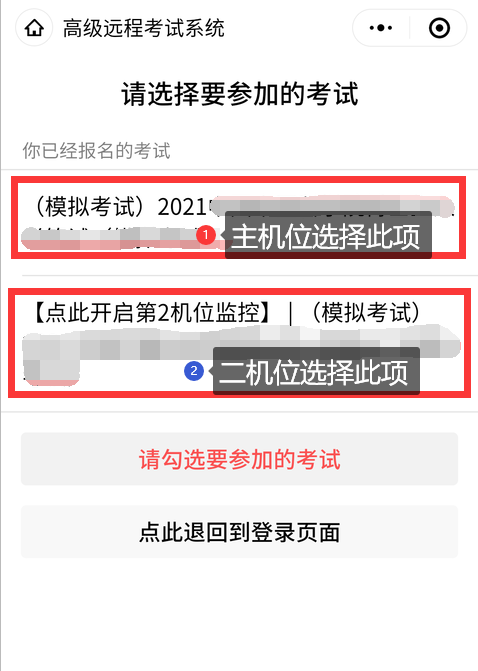 高级远程考试系统
请选择要参加的考试
你已经报名的考试
（模拟考试）2021
1 主机位选择此项
【点此开启第2机位监控】 | （模拟考试）
2 二机位选择此项
请勾选要参加的考试
点此退回到登录页面